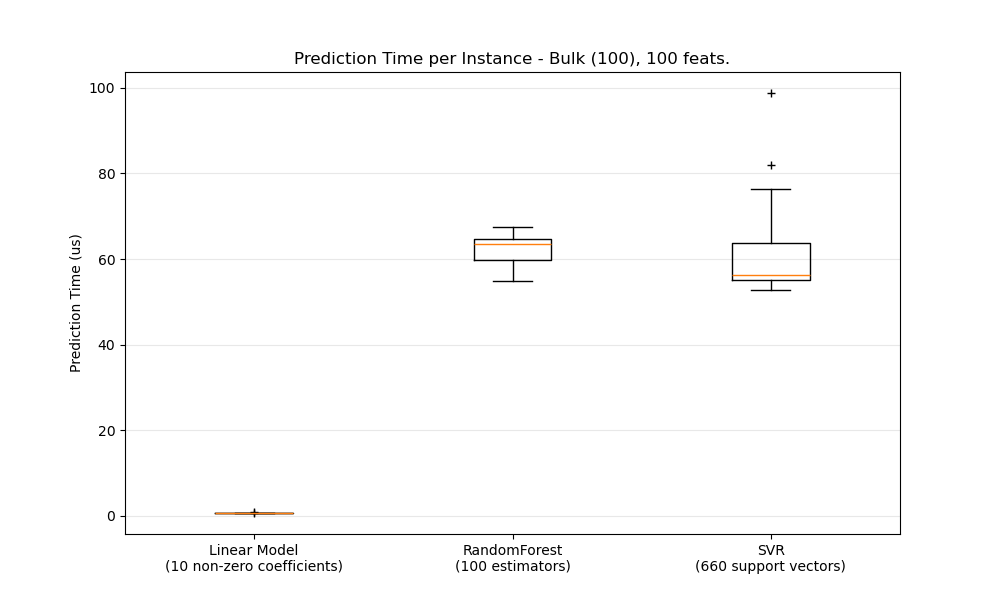 Prediction Time per Instance - Bulk (100), 100 feats.
100
80
60
40
20
0
Prediction Time (us)
Linear Model
(10 non-zero coefficients)
RandomForest
(100 estimators)
SVR
(660 support vectors)